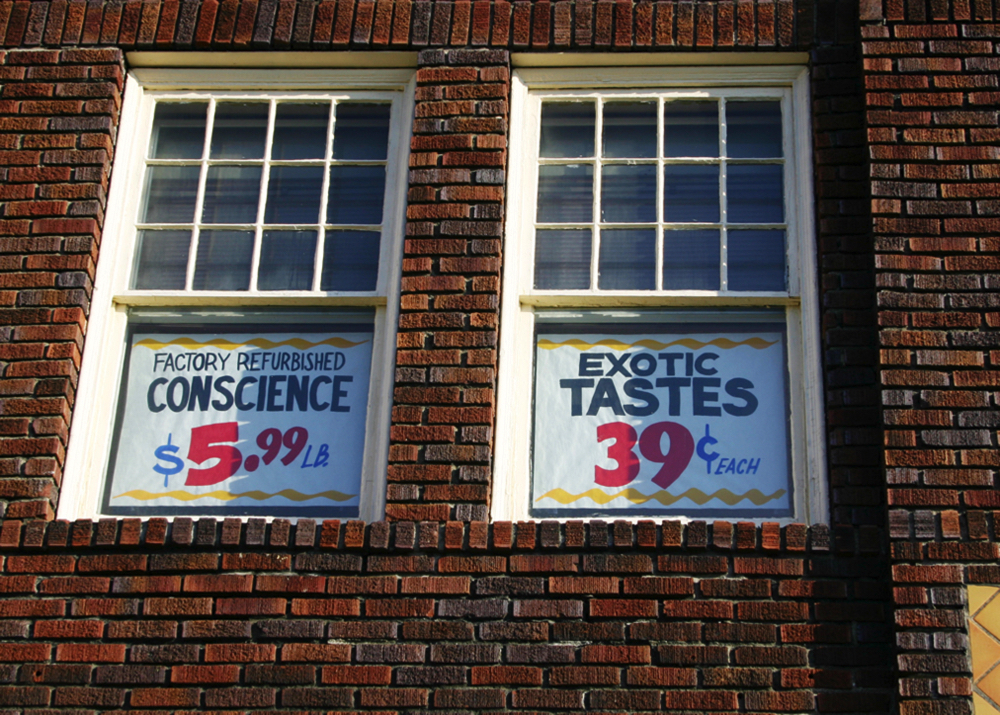 FACTORY REFURBISHED
CONSCIENCE
$5.99 LB.
EXOTIC
TASTES
39¢ EACH